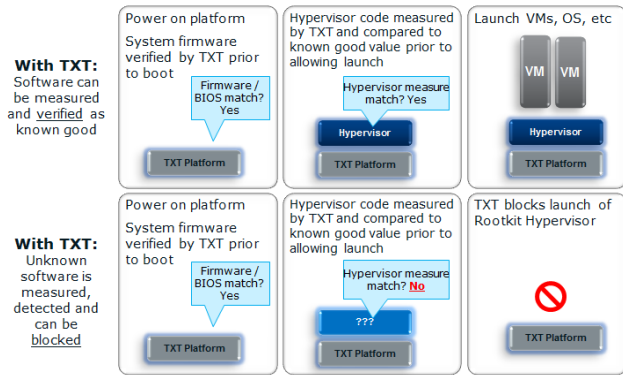 With TXT:
Software can
be measured
and verified as
known good
Power on platform
System firmware
verified by TXT prior
to boot
Firmware /
BIOS match?
Yes
TXT Platform
Hypervisor code measured
by TXT and compared to
known good value prior to
allowing launch
Hypervisor measure
match? Yes
Hypervisor
TXT Platform
Launch VMs, OS, etc
VM
VM
Hypervisor
TXT Platform
With TXT:
Unknown
software is
measured,
detected and
can be
blocked
Power on platform
System firmware
verified by TXT prior
to boot
Firmware /
BIOS match?
Yes
TXT Platform
Hypervisor code measured
by TXT and compared to
known good value prior to
allowing launch
Hypervisor measure
match? No
???
TXT Platform
TXT blocks launch of
Rootkit Hypervisor
TXT Platform